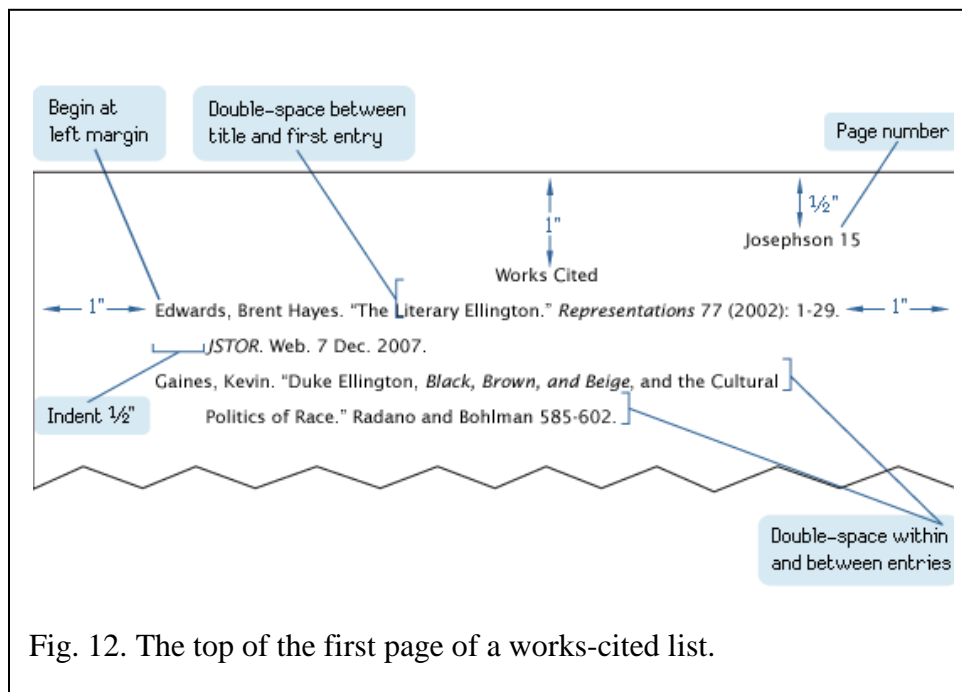 Begin at
left margin
Double-space between
title and first entry
Page number
1"
½"
Josephson 15
Works Cited
1"
Edwards, Brent Hayes. “The Literary Ellington.” Representations 77 (2002): 1-29.
1"
JSTOR. Web. 7 Dec. 2007.
Gaines, Kevin. “Duke Ellington, Black, Brown, and Beige, and the Cultural
Indent ½"
Politics of Race.” Radano and Bohlman 585-602.
Double-space within
and between entries
Fig. 12. The top of the first page of a works-cited list.